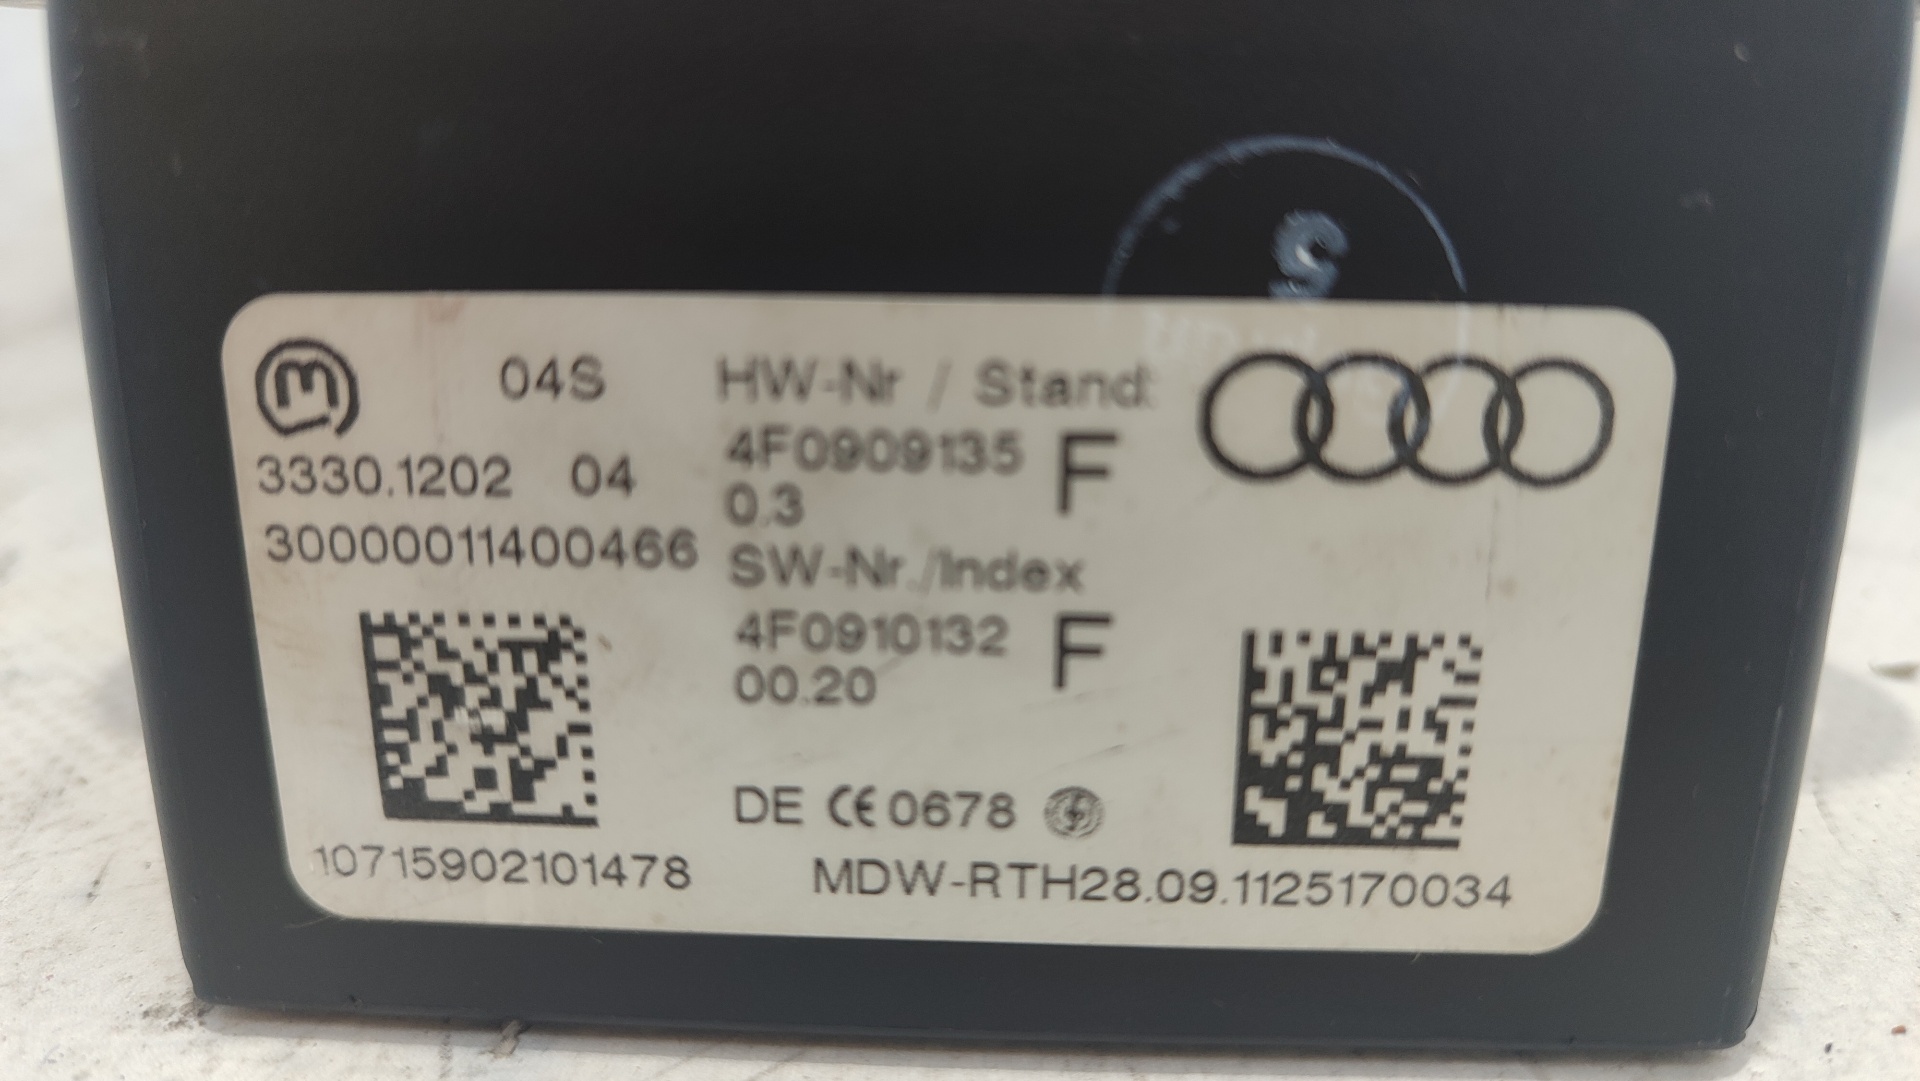 5
04S
3330.1202 04
30000011400466
HW-Nr / Stand:
4F0909135 F
0.3
SW-Nr./Index
4F0910132 F
00.20
DE CE 0678
10715902101478
MDW-RTH28.09.1125170034